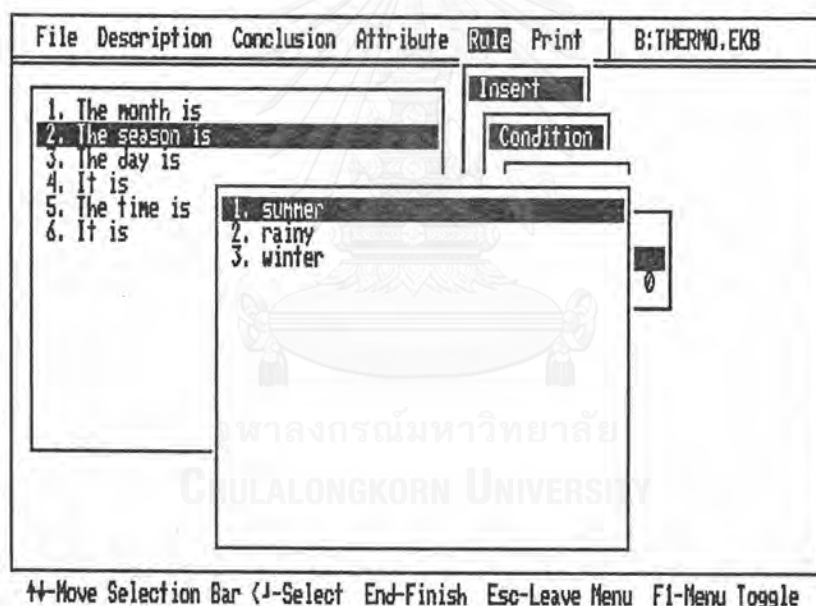 File Description Conclusion Attribute Rule Print B:THERMO.EKB
Insert
Condition
1. The month is
2. The season is
3. The day is
4. It is
5. The time is
6. It is
1. summer
2. rainy
3. winter
0
จุฬาลงกรณ์มหาวิทยาลัย
CHULALONGKORN UNIVERSITY
↑↓-Move Selection Bar <┘-Select End-Finish Esc-Leave Menu F1-Menu Toggle